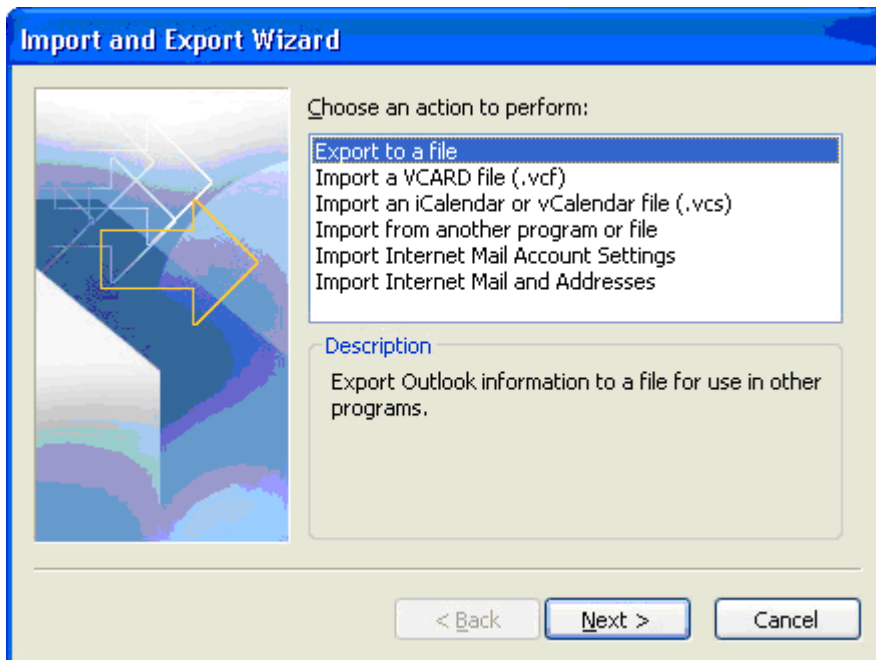 Import and Export Wizard
Choose an action to perform:
Export to a file
Import a VCARD file (.vcf)
Import an iCalendar or vCalendar file (.vcs)
Import from another program or file
Import Internet Mail Account Settings
Import Internet Mail and Addresses
Description
Export Outlook information to a file for use in other
programs.
< Back Next > Cancel